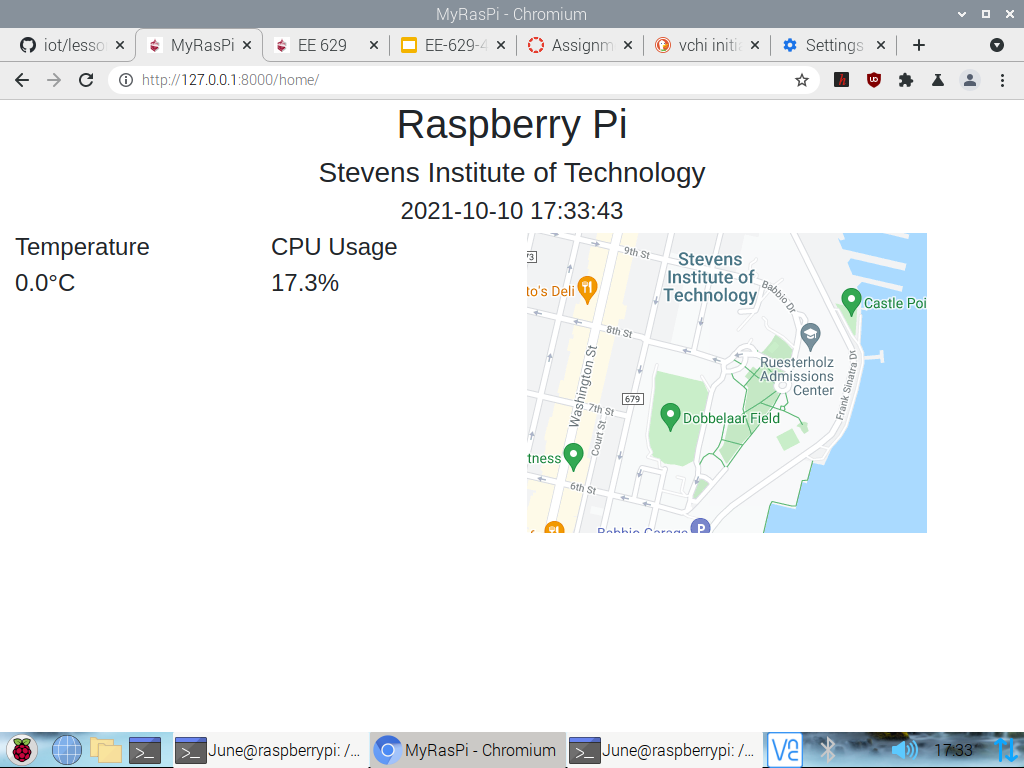 MyRasPi - Chromium
iot/lesso
MyRasPi
EE 629
EE-629-4
Assignm
vchi initia
Settings
http://127.0.0.1:8000/home/
Raspberry Pi
Stevens Institute of Technology
2021-10-10 17:33:43
Temperature
CPU Usage
0.0°C
17.3%
9th St
Stevens
Institute of
Technology
to's Deli
Babbio Dr
Castle Poi
8th St
Ruesterholz
Admissions
Center
Washington St
Frank Sinatra Dr
679
7th St
Court St
Dobbelaar Field
tness
6th St
Babbio Garage
P
June@raspberrypi: /...
MyRasPi - Chromium
June@raspberrypi: /...
17:33